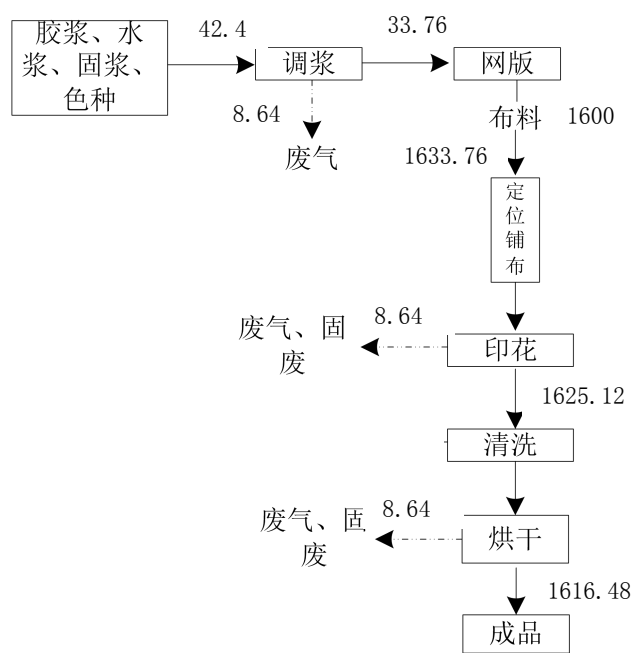 胶浆、水
浆、固浆、
色种
42.4
调浆
33.76
网版
8.64
废气
布料
1600
1633.76
定
位
铺
布
废气、固
废
8.64
印花
1625.12
清洗
废气、固
废
8.64
烘干
1616.48
成品